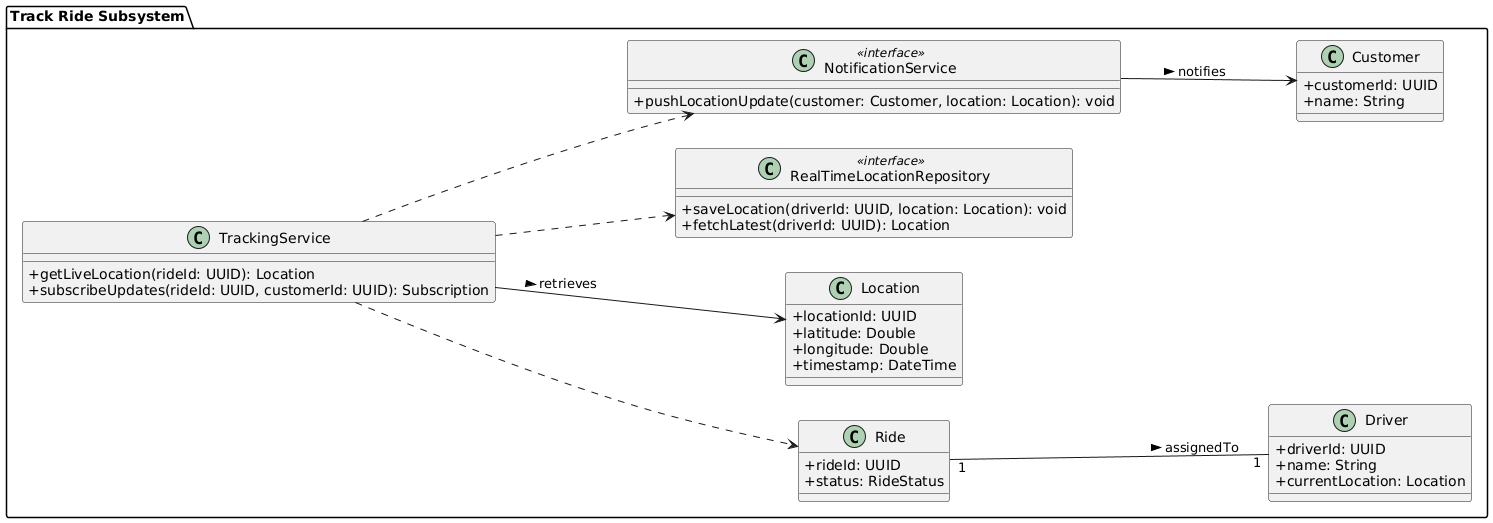 Track Ride Subsystem
«interface»
NotificationService
+pushLocationUpdate(customer: Customer, location: Location): void
notifies
C Customer
+customerId: UUID
+name: String
C
«interface»
RealTimeLocationRepository
+saveLocation(driverId: UUID, location: Location): void
+fetchLatest(driverId: UUID): Location
C
C TrackingService
+getLiveLocation(rideId: UUID): Location
+subscribeUpdates(rideId: UUID, customerId: UUID): Subscription
retrieves
C Location
+locationId: UUID
+latitude: Double
+longitude: Double
+timestamp: DateTime
C Ride
+rideId: UUID
+status: RideStatus
1
assignedTo
1
C Driver
+driverId: UUID
+name: String
+currentLocation: Location